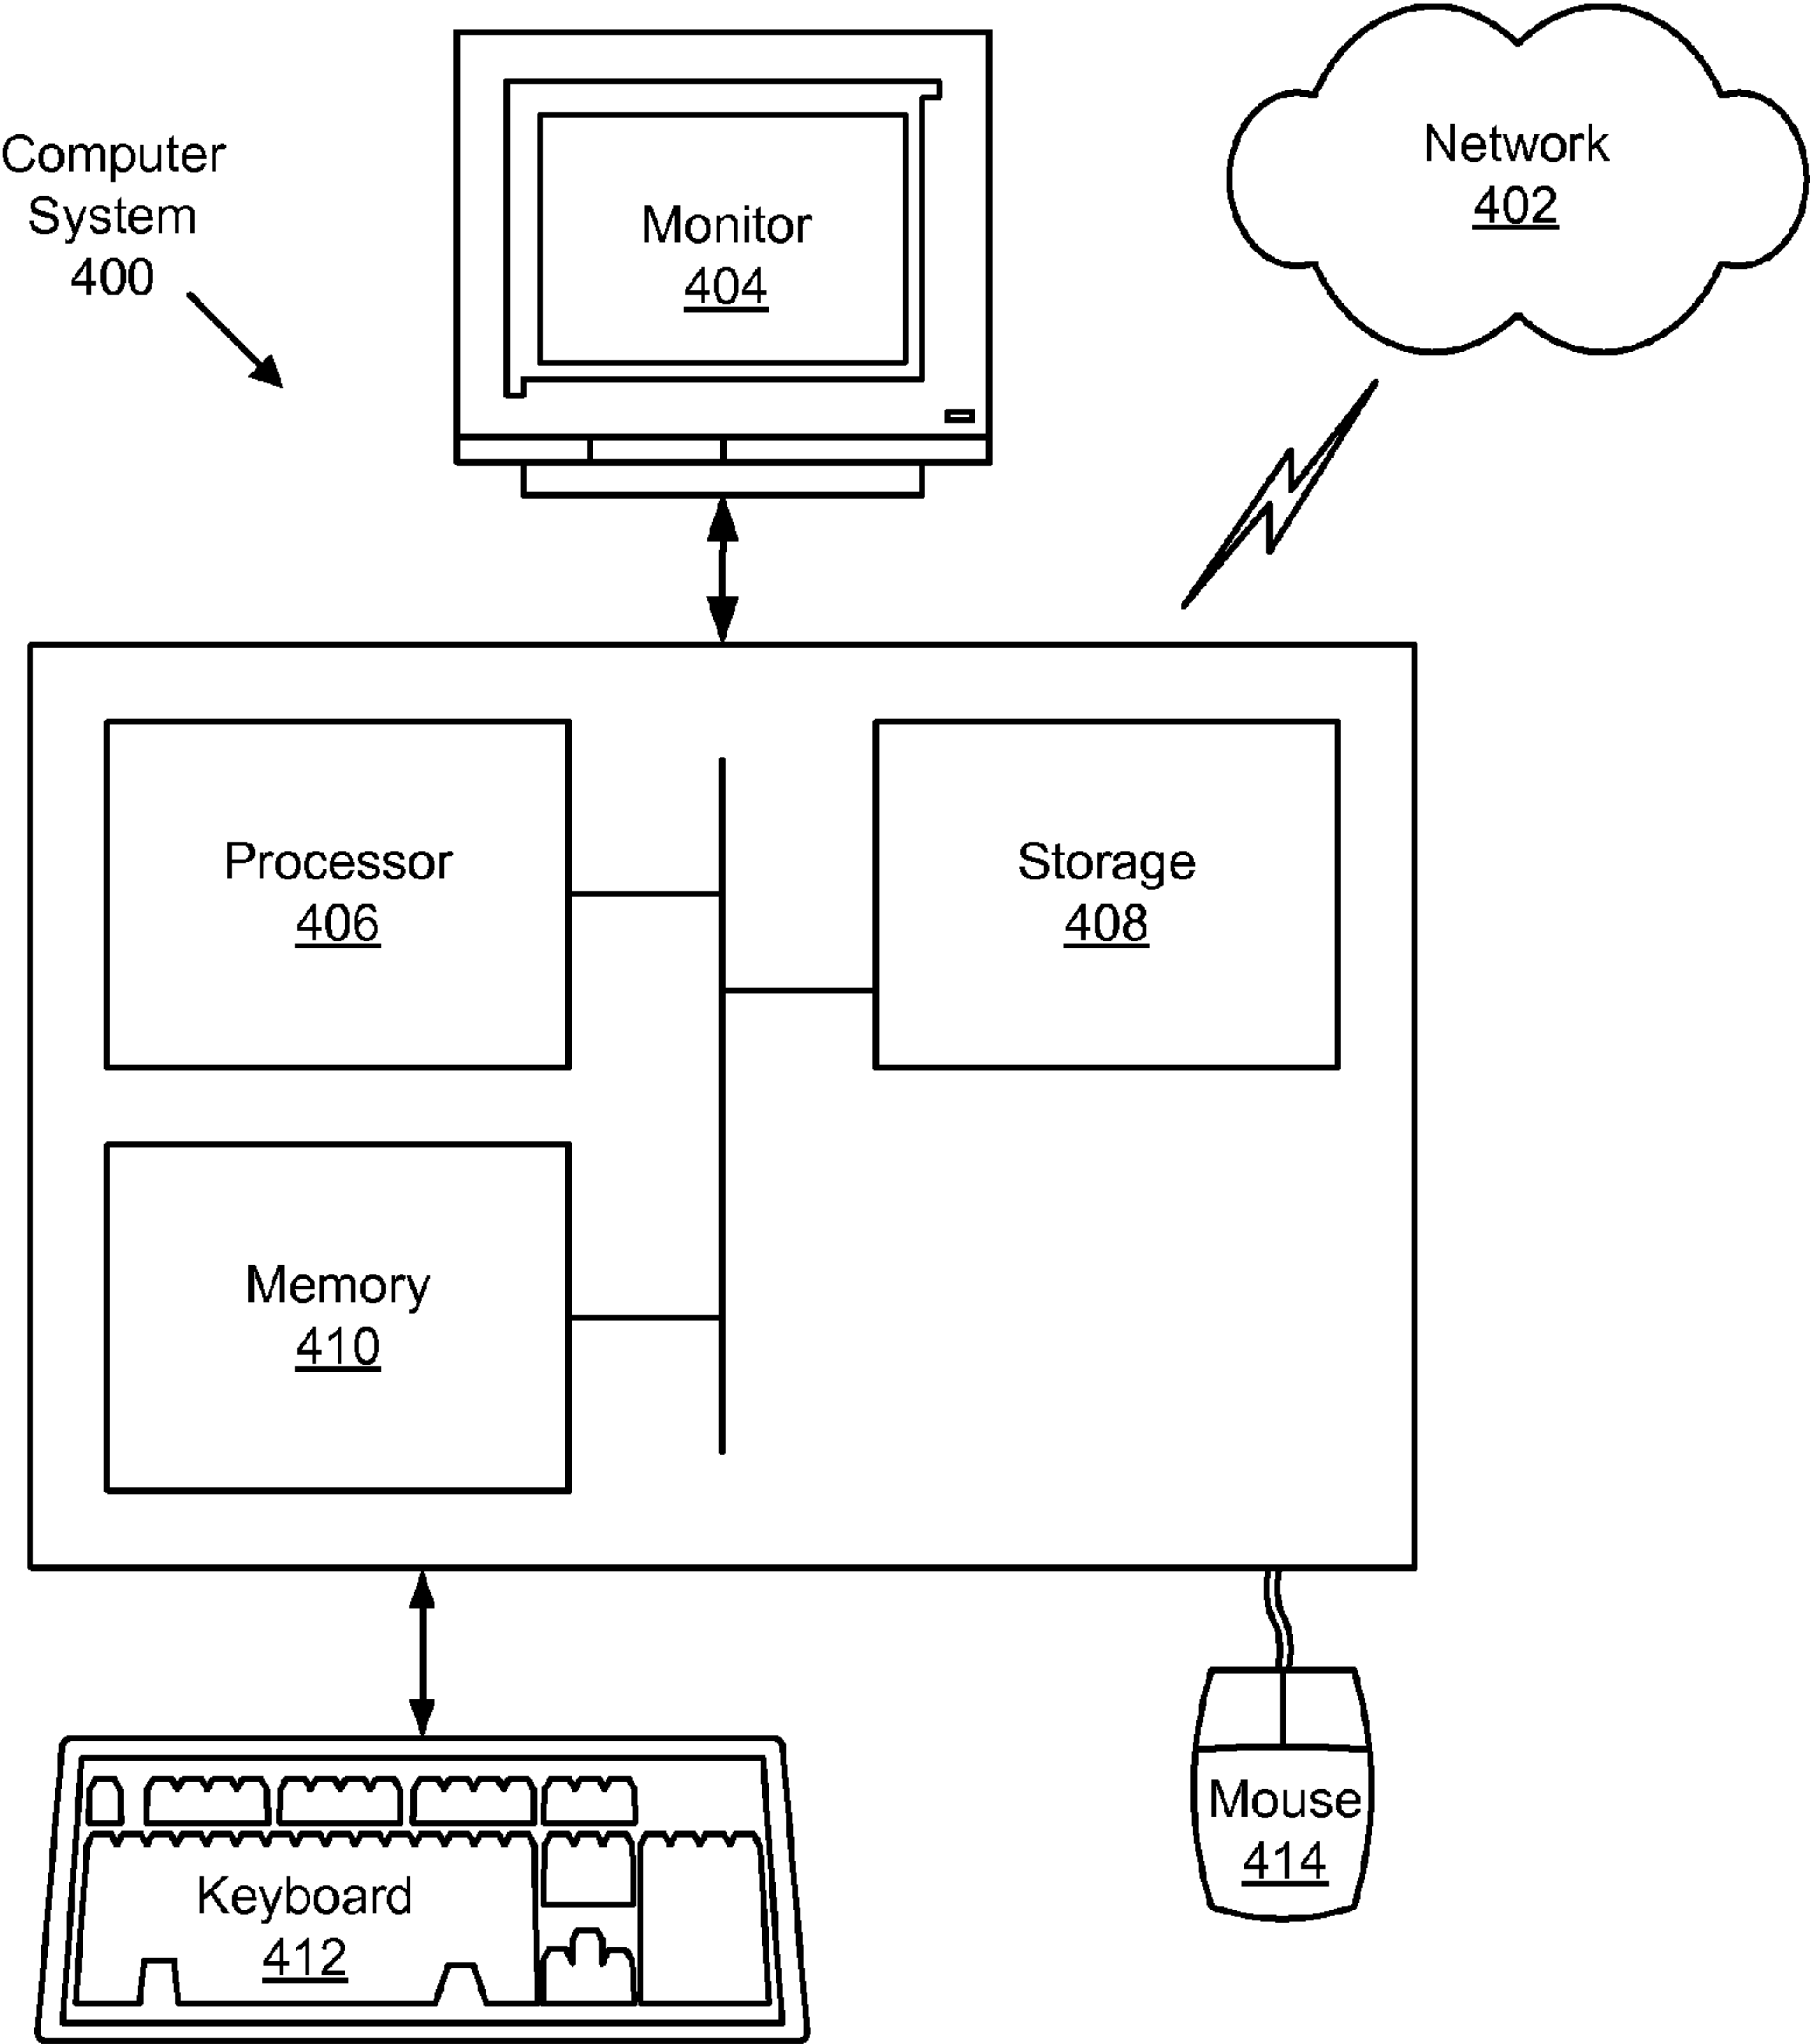 Computer
System
400
Monitor
404
Network
402
Processor
406
Storage
408
Memory
410
Keyboard
412
Mouse
414